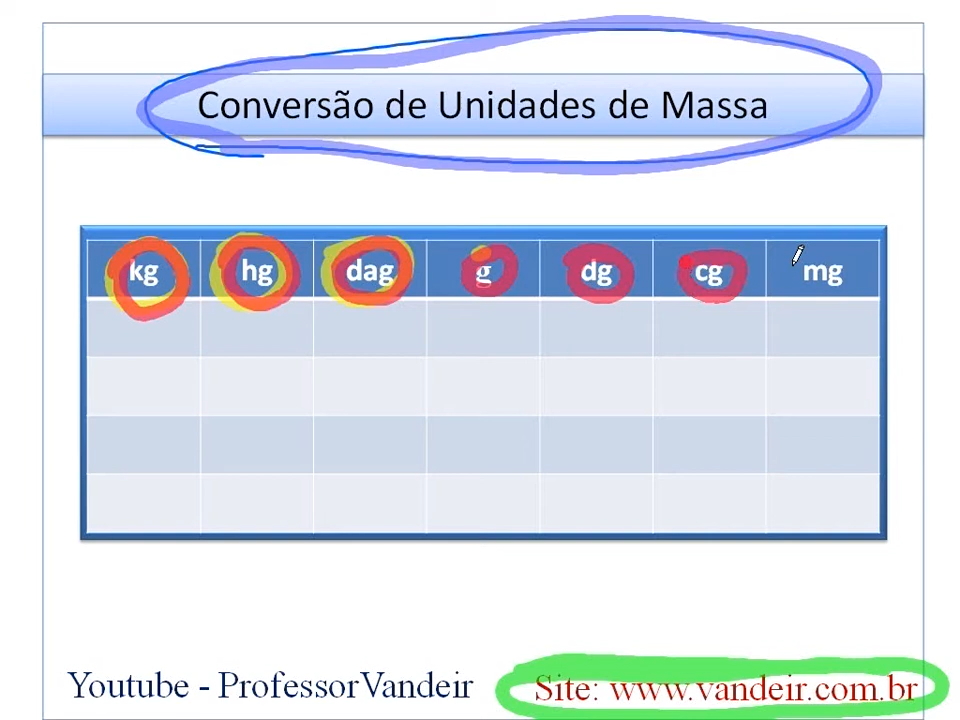 Conversão de Unidades de Massa
kg hg dag g dg cg mg
Youtube - ProfessorVandeir
Site: www.vandeir.com.br